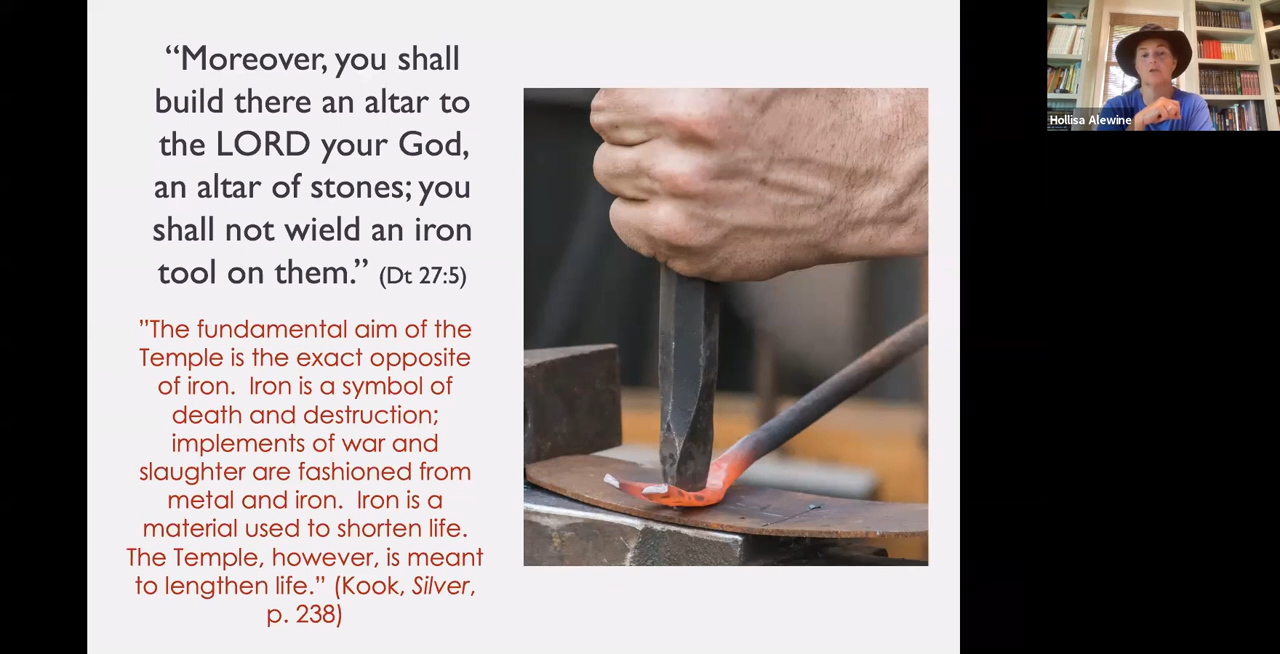 “Moreover, you shall
build there an altar to
the LORD your God,
an altar of stones; you
shall not wield an iron
tool on them.” (Dt 27:5)
”The fundamental aim of the
Temple is the exact opposite
of iron.  Iron is a symbol of
death and destruction;
implements of war and
slaughter are fashioned from
metal and iron.  Iron is a
material used to shorten life.
The Temple, however, is meant
to lengthen life.” (Kook, Silver,
p. 238)
Hollisa Alewine